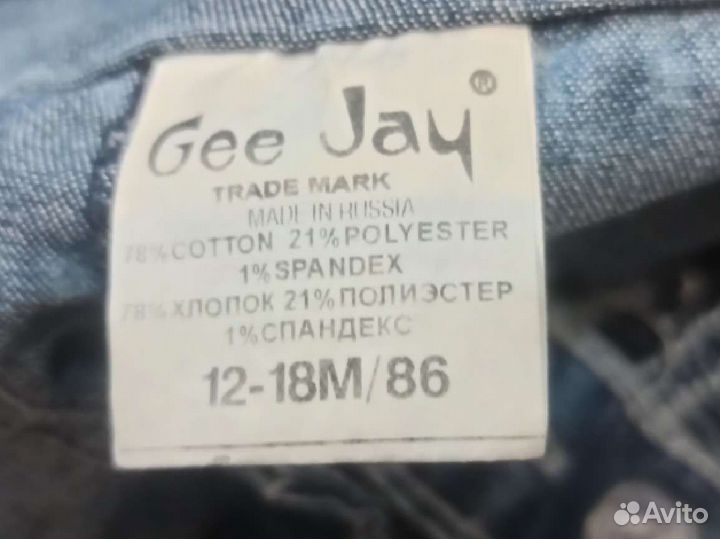 Gee Jay®
TRADE MARK
MADE IN RUSSIA
78% COTTON 21% POLYESTER
1% SPANDEX
78% ХЛОПОК 21% ПОЛИЭСТЕР
1% СПАНДЕКС
12-18M/86
Avito